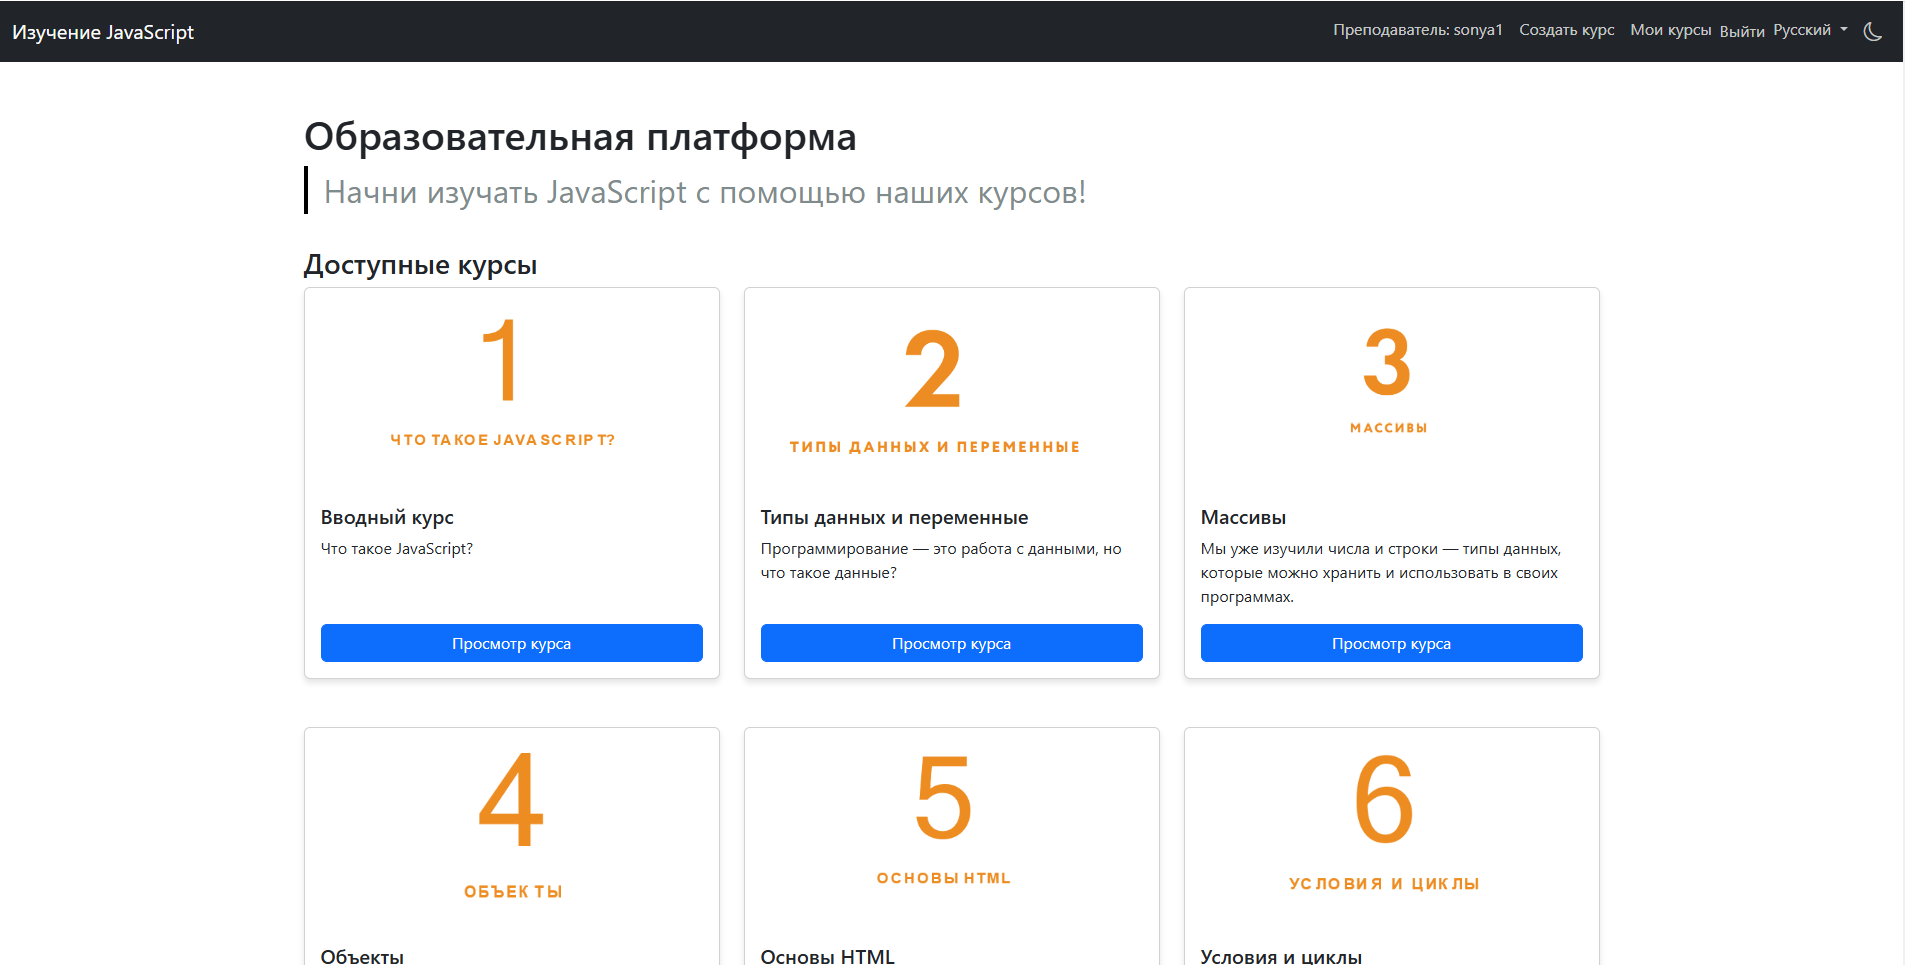 Изучение JavaScript
Преподаватель: sonya1 Создать курс Мои курсы Выйти Русский
Образовательная платформа
Начни изучать JavaScript с помощью наших курсов!
Доступные курсы
1
ЧТО ТАКОЕ JAVASCRIPT?
Вводный курс
Что такое JavaScript?
Просмотр курса
2
ТИПЫ ДАННЫХ И ПЕРЕМЕННЫЕ
Типы данных и переменные
Программирование — это работа с данными, но
что такое данные?
Просмотр курса
3
МАССИВЫ
Массивы
Мы уже изучили числа и строки — типы данных,
которые можно хранить и использовать в своих
программах.
Просмотр курса
4
ОБЪЕКТЫ
Объекты
5
ОСНОВЫ HTML
Основы HTML
6
УСЛОВИЯ И ЦИКЛЫ
Условия и циклы